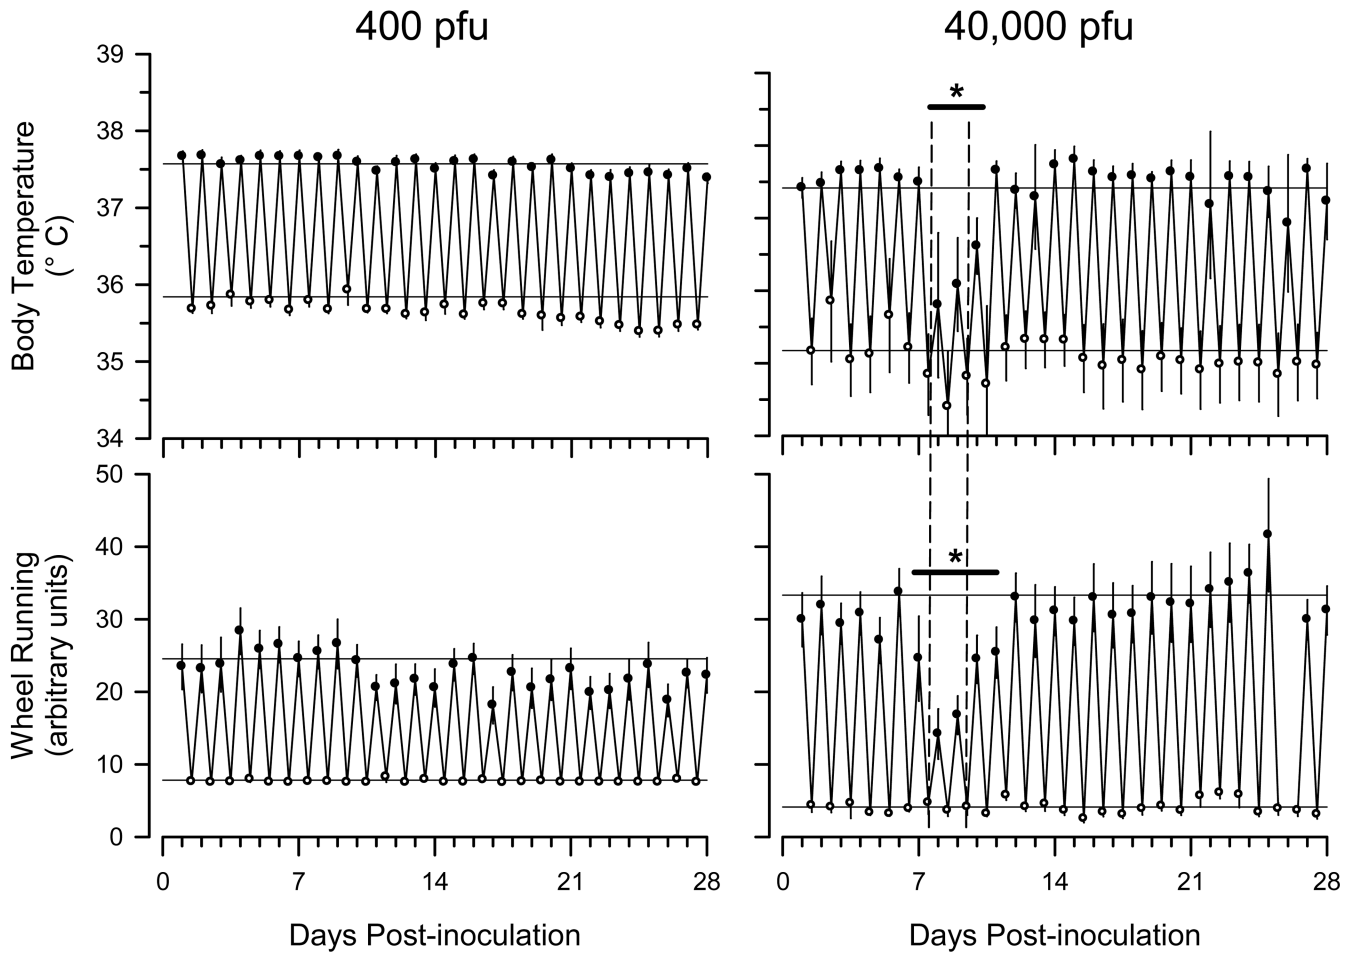 400 pfu
40,000 pfu
Body Temperature
(° C)
39
38
37
36
35
34
*
Wheel Running
(arbitrary units)
50
40
30
20
10
0
*
0 7 14 21 28
0 7 14 21 28
Days Post-inoculation
Days Post-inoculation